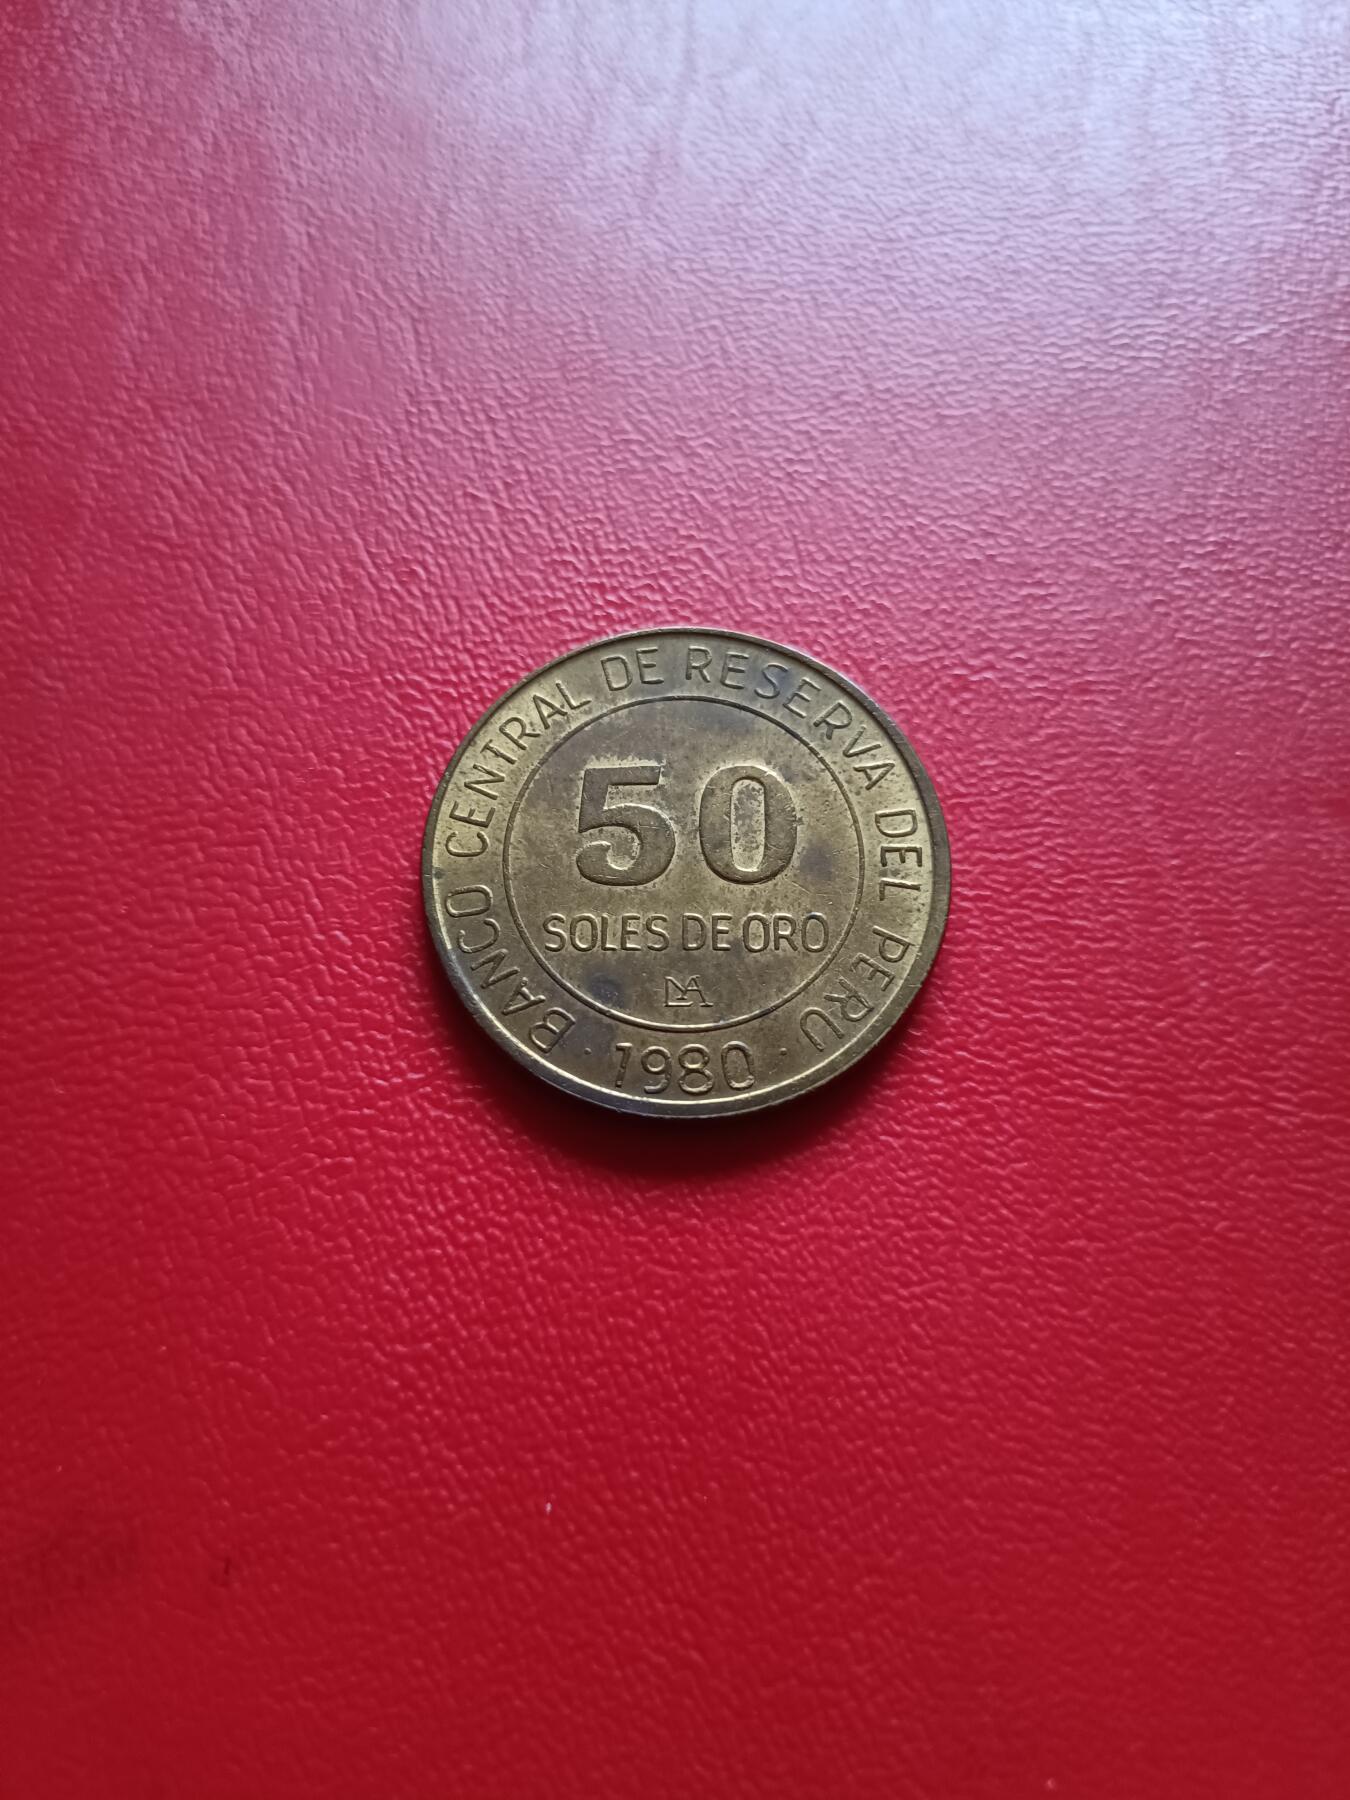 BANCO CENTRAL DE RESERVA DEL PERU
50
SOLES DE ORO
· 1980 ·